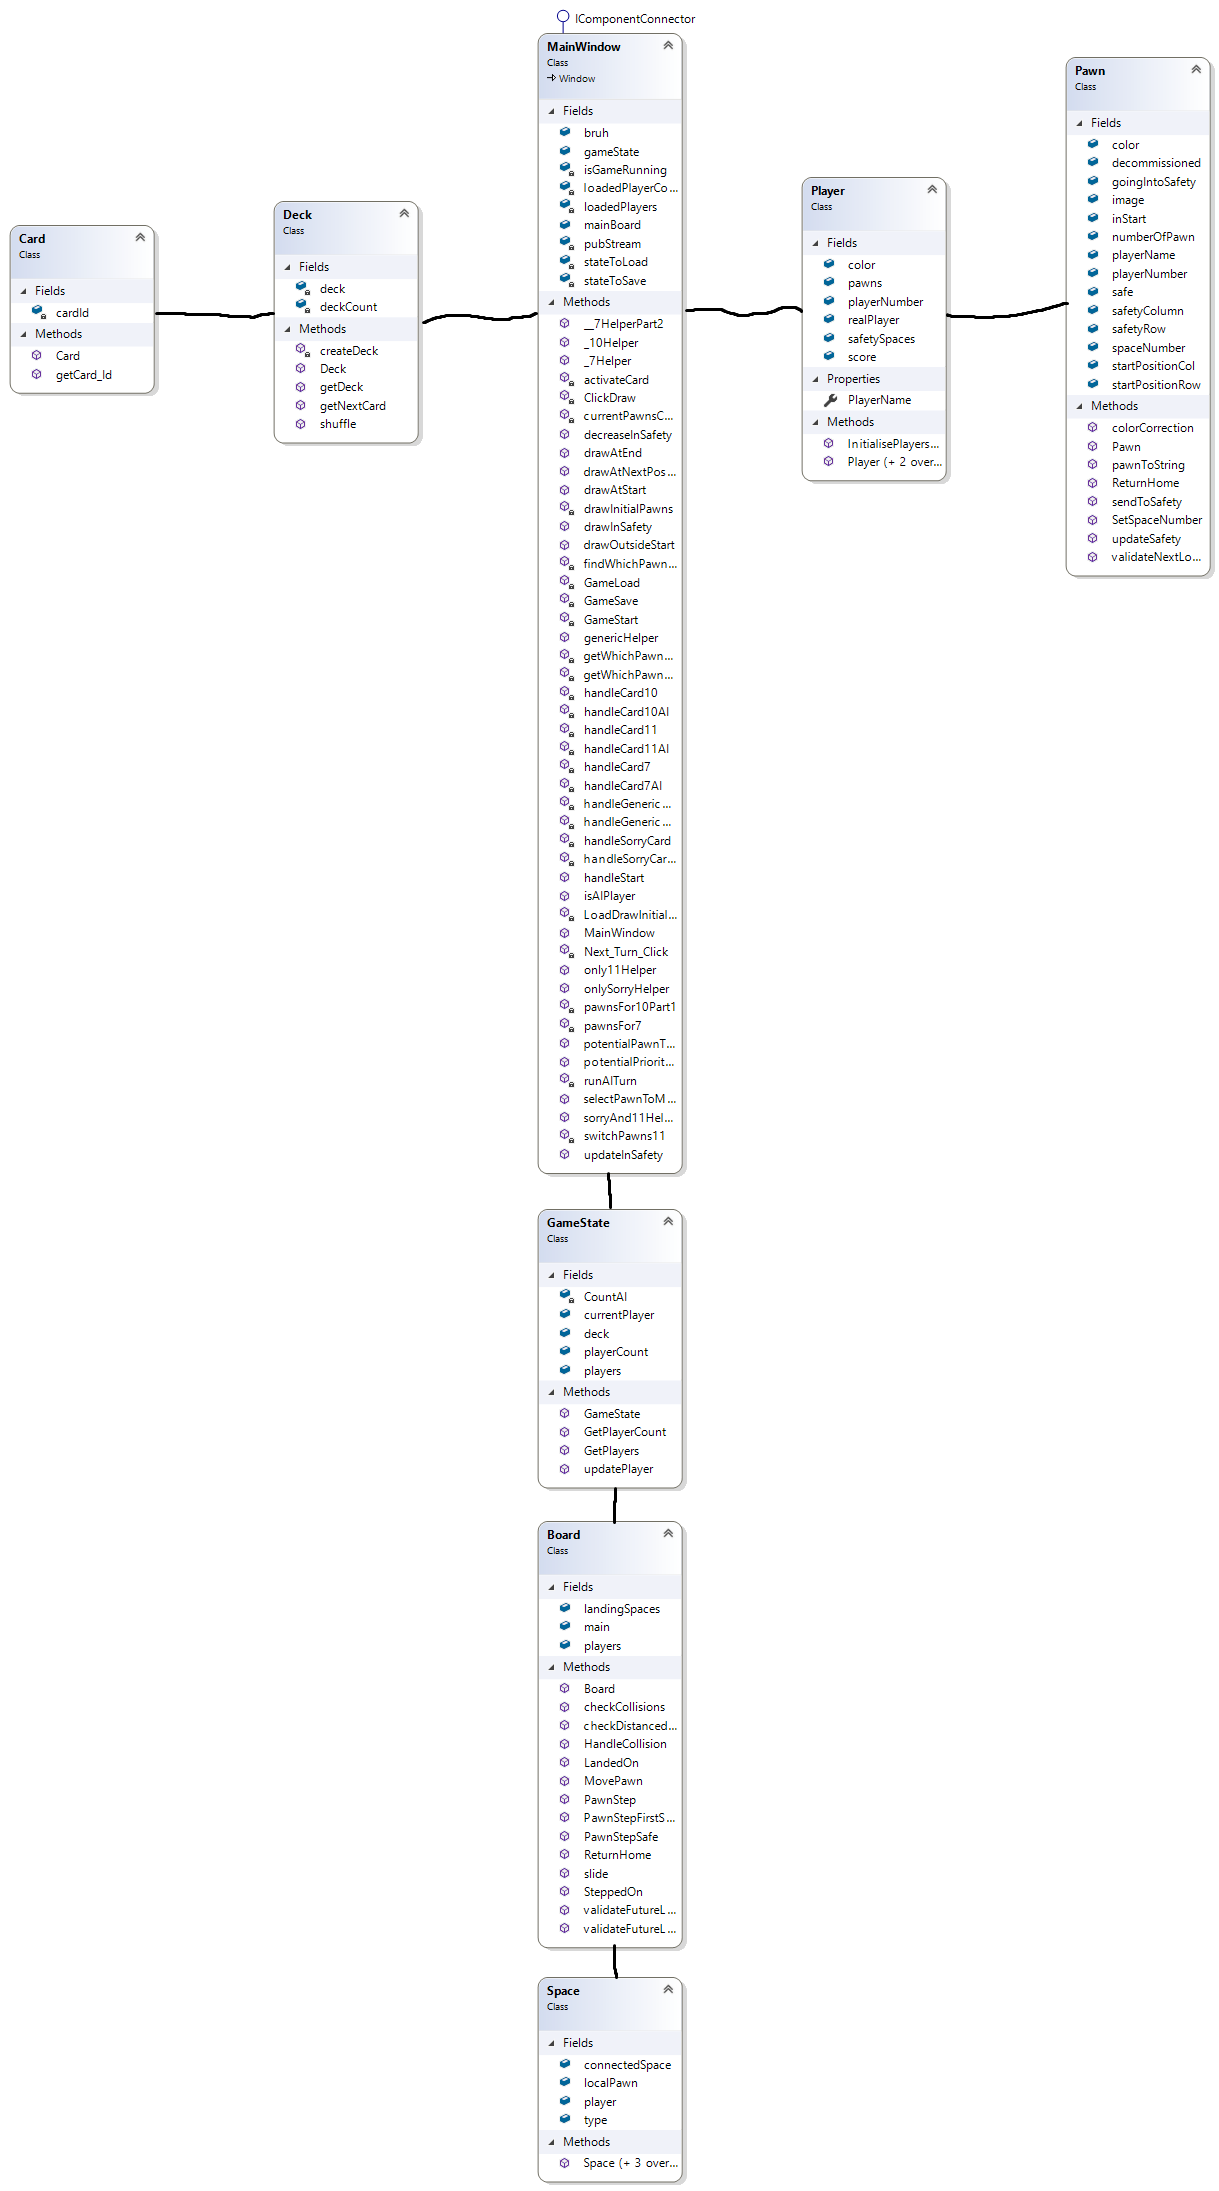 IComponentConnector
MainWindow
Class
Window
Fields
bruh
gameState
isGameRunning
loadedPlayerCo...
loadedPlayers
mainBoard
pubStream
stateToLoad
stateToSave
Methods
__7HelperPart2
_10Helper
_7Helper
activateCard
ClickDraw
currentPawnsC...
decreaseInSafety
drawAtEnd
drawAtNextPos...
drawAtStart
drawInitialPawns
drawInSafety
drawOutsideStart
findWhichPawn...
GameLoad
GameSave
GameStart
genericHelper
getWhichPawn...
getWhichPawn...
handleCard10
handleCard10AI
handleCard11
handleCard11AI
handleCard7
handleCard7AI
handleGeneric...
handleGeneric...
handleSorryCard
handleSorryCar...
handleStart
isAIPlayer
LoadDrawInitial...
MainWindow
Next_Turn_Click
only11Helper
onlySorryHelper
pawnsFor10Part1
pawnsFor7
potentialPawnT...
potentialPriorit...
runAITurn
selectPawnToM...
sorryAnd11Hel...
switchPawns11
updateInSafety
Pawn
Class
Fields
color
decommissioned
goingIntoSafety
image
inStart
numberOfPawn
playerName
playerNumber
safe
safetyColumn
safetyRow
spaceNumber
startPositionCol
startPositionRow
Methods
colorCorrection
Pawn
pawnToString
ReturnHome
sendToSafety
SetSpaceNumber
updateSafety
validateNextLo...
Player
Class
Fields
color
pawns
playerNumber
realPlayer
safetySpaces
score
Properties
PlayerName
Methods
InitialisePlayers...
Player (+ 2 over...
Deck
Class
Fields
deck
deckCount
Methods
createDeck
Deck
getDeck
getNextCard
shuffle
Card
Class
Fields
cardId
Methods
Card
getCard_Id
GameState
Class
Fields
CountAI
currentPlayer
deck
playerCount
players
Methods
GameState
GetPlayerCount
GetPlayers
updatePlayer
Board
Class
Fields
landingSpaces
main
players
Methods
Board
checkCollisions
checkDistanced...
HandleCollision
LandedOn
MovePawn
PawnStep
PawnStepFirstS...
PawnStepSafe
ReturnHome
slide
SteppedOn
validateFutureL...
validateFutureL...
Space
Class
Fields
connectedSpace
localPawn
player
type
Methods
Space (+ 3 over...